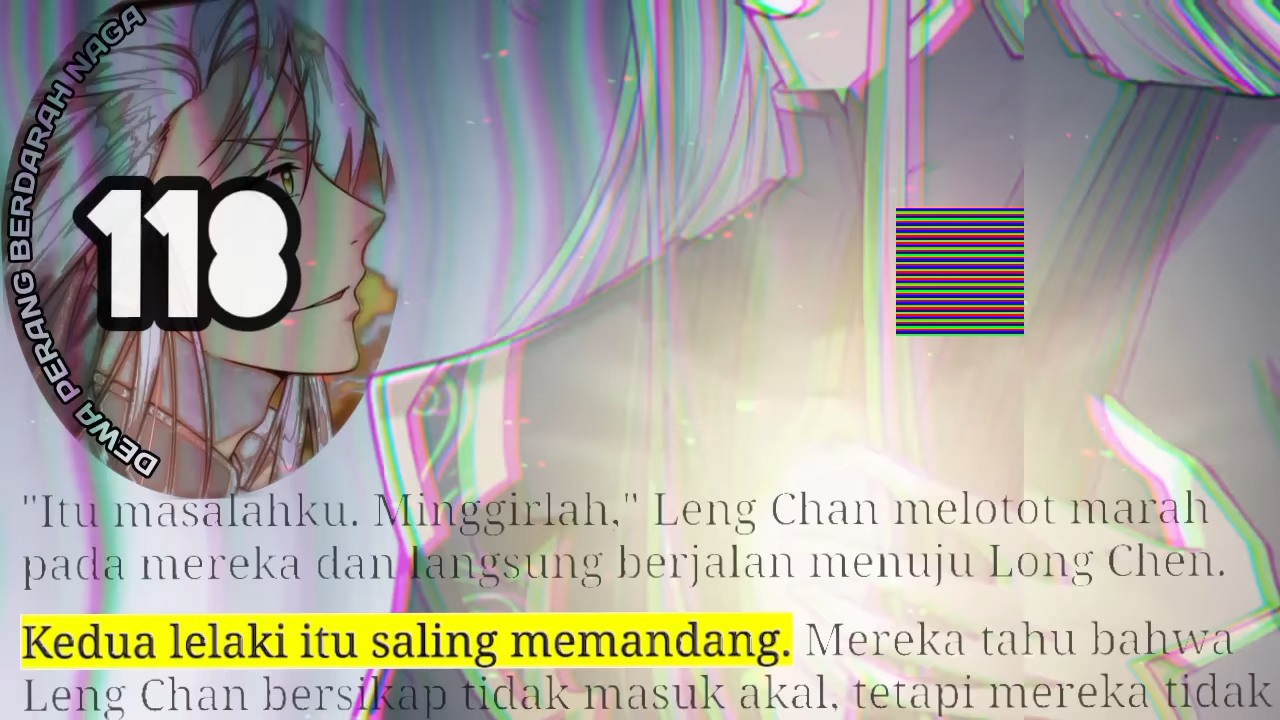 DEWA PERANG BERDARAH NAGA
118
"Itu masalahku. Minggirlah," Leng Chan melotot marah
pada mereka dan langsung berjalan menuju Long Chen.
Kedua lelaki itu saling memandang. Mereka tahu bahwa
Leng Chan bersikap tidak masuk akal, tetapi mereka tidak